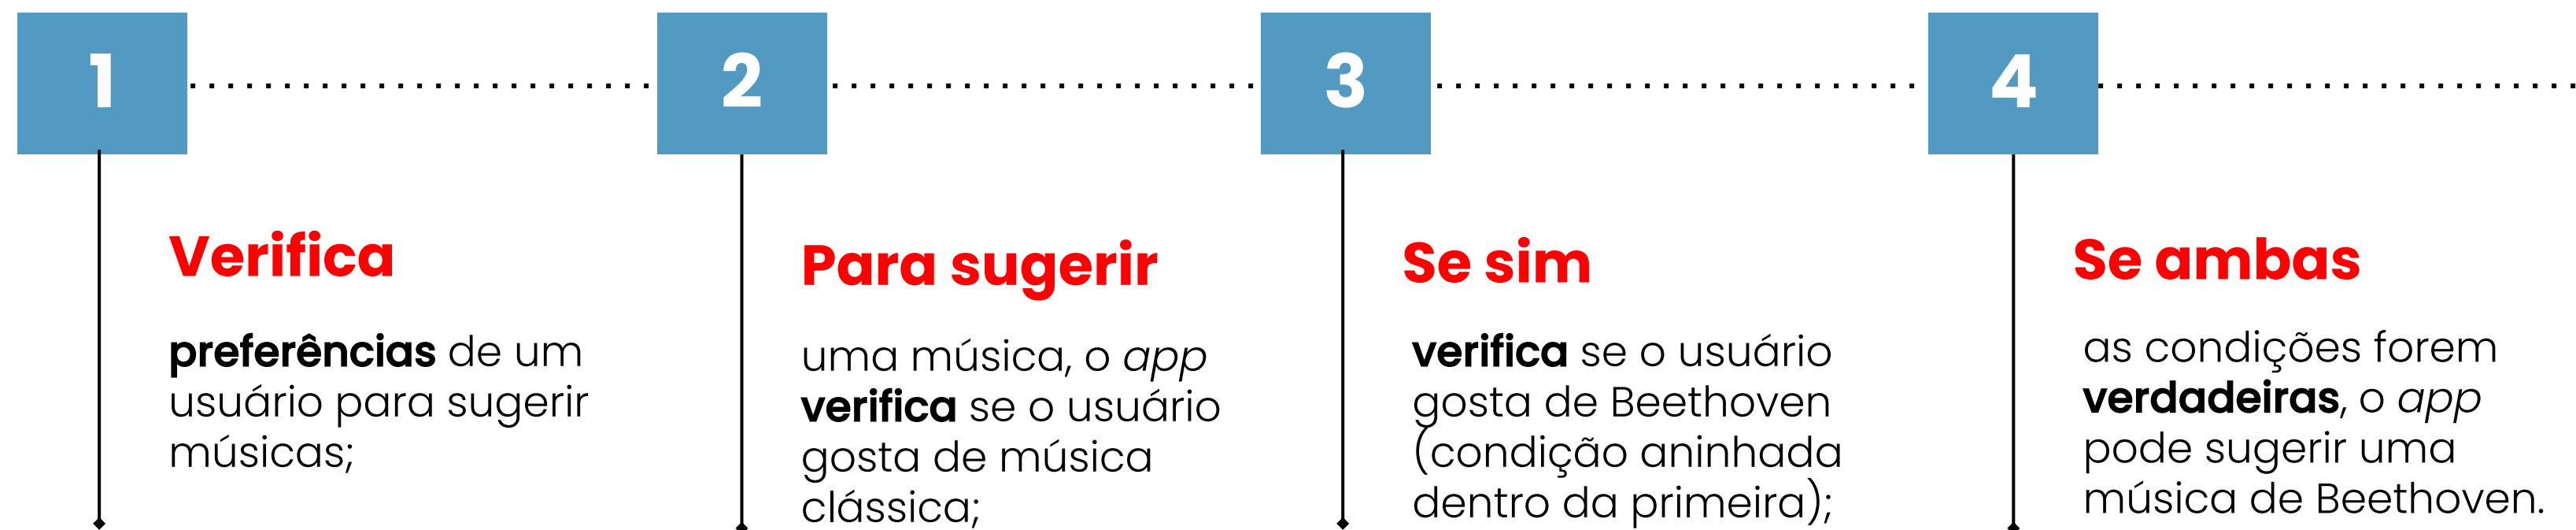 1
Verifica
preferências de um
usuário para sugerir
músicas;
2
Para sugerir
uma música, o app
verifica se o usuário
gosta de música
clássica;
3
Se sim
verifica se o usuário
gosta de Beethoven
(condição aninhada
dentro da primeira);
4
Se ambas
as condições forem
verdadeiras, o app
pode sugerir uma
música de Beethoven.